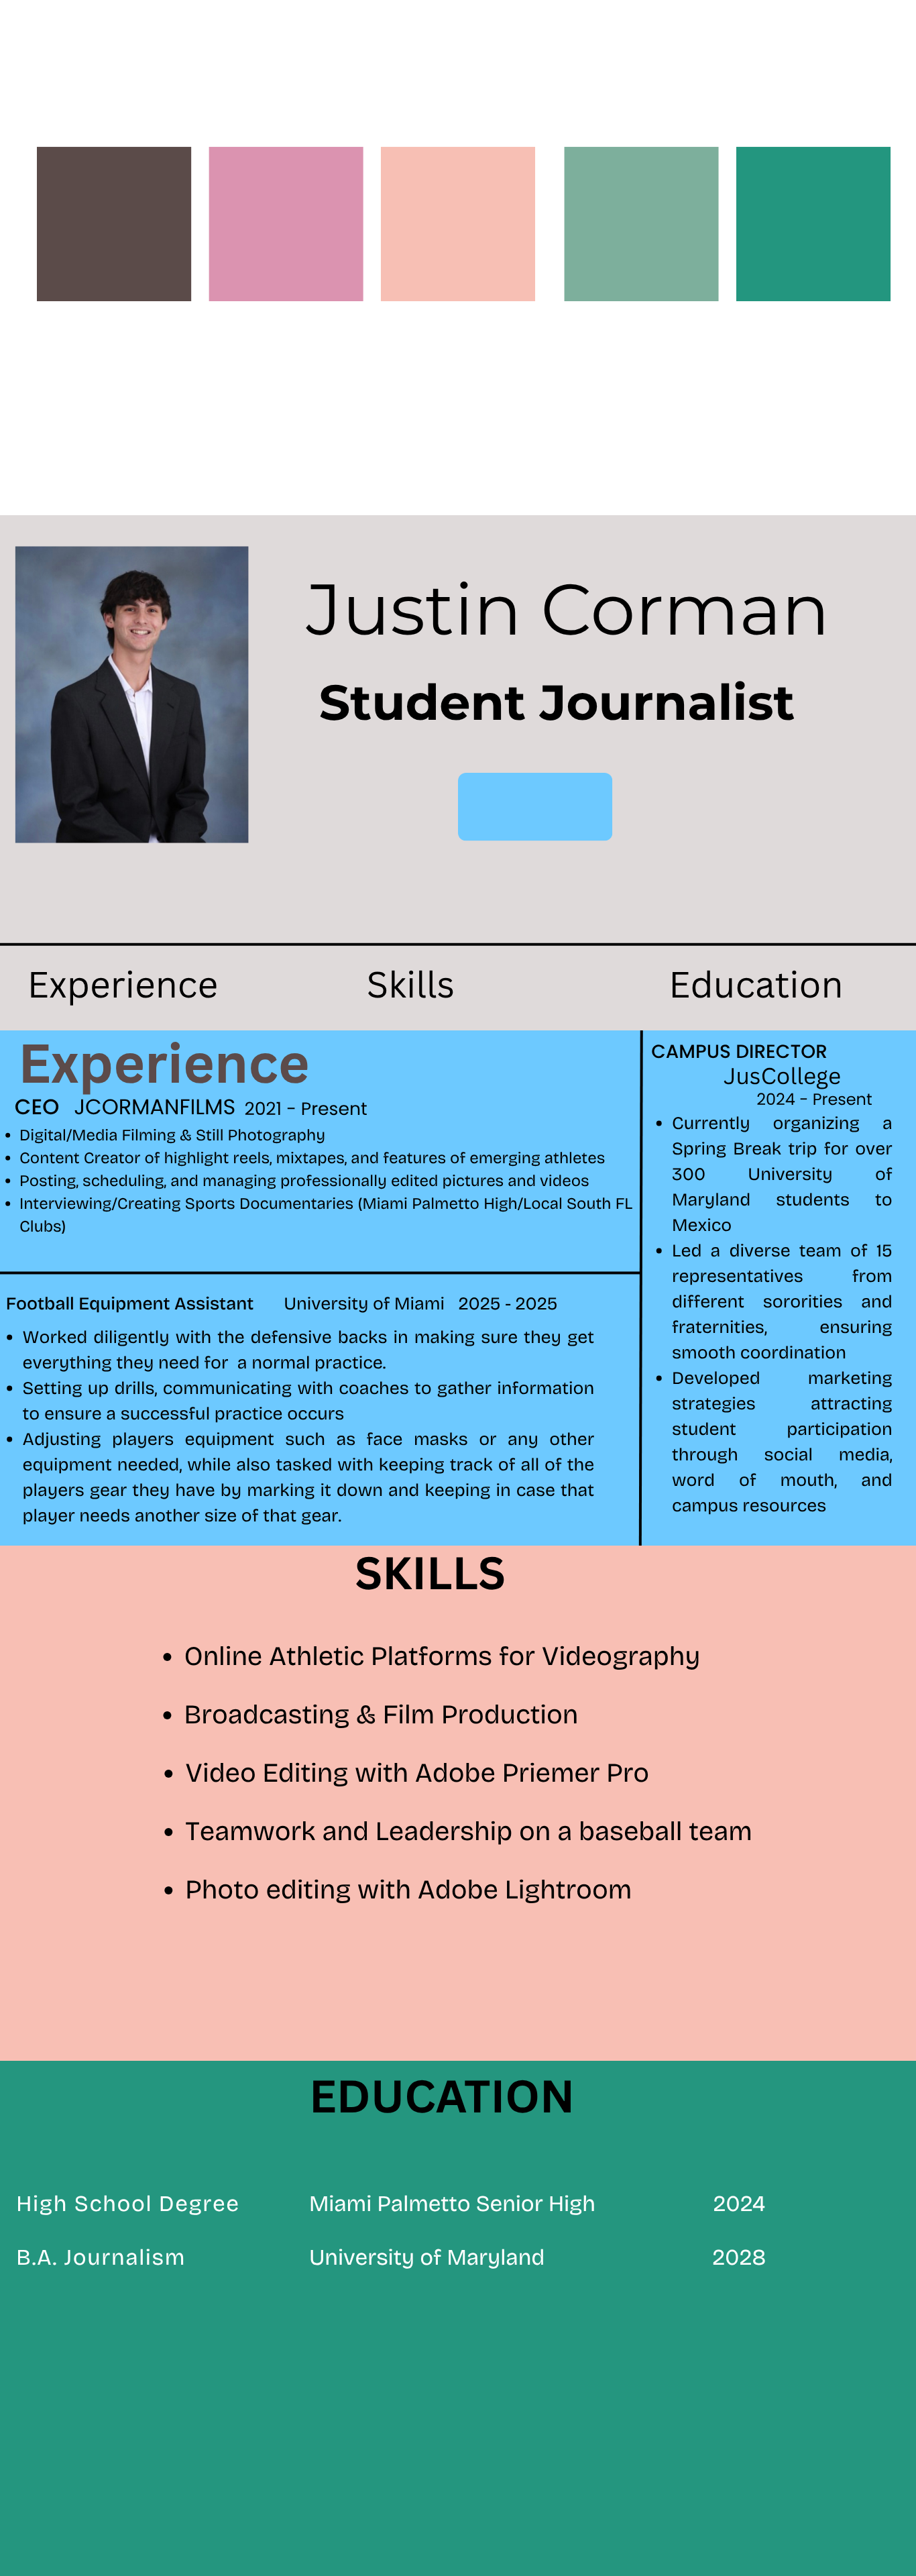 Justin Corman
Student Journalist
Experience Skills Education
Experience
CEO JCORMANFILMS 2021 - Present
• Digital/Media Filming & Still Photography
• Content Creator of highlight reels, mixtapes, and features of emerging athletes
• Posting, scheduling, and managing professionally edited pictures and videos
• Interviewing/Creating Sports Documentaries (Miami Palmetto High/Local South FL
Clubs)
Football Equipment Assistant University of Miami 2025 - 2025
• Worked diligently with the defensive backs in making sure they get
everything they need for a normal practice.
• Setting up drills, communicating with coaches to gather information
to ensure a successful practice occurs
• Adjusting players equipment such as face masks or any other
equipment needed, while also tasked with keeping track of all of the
players gear they have by marking it down and keeping in case that
player needs another size of that gear.
CAMPUS DIRECTOR
JusCollege
2024 - Present
• Currently organizing a
Spring Break trip for over
300 University of
Maryland students to
Mexico
• Led a diverse team of 15
representatives from
different sororities and
fraternities, ensuring
smooth coordination
• Developed marketing
strategies attracting
student participation
through social media,
word of mouth, and
campus resources
SKILLS
• Online Athletic Platforms for Videography
• Broadcasting & Film Production
• Video Editing with Adobe Priemer Pro
• Teamwork and Leadership on a baseball team
• Photo editing with Adobe Lightroom
EDUCATION
High School Degree Miami Palmetto Senior High 2024
B.A. Journalism University of Maryland 2028